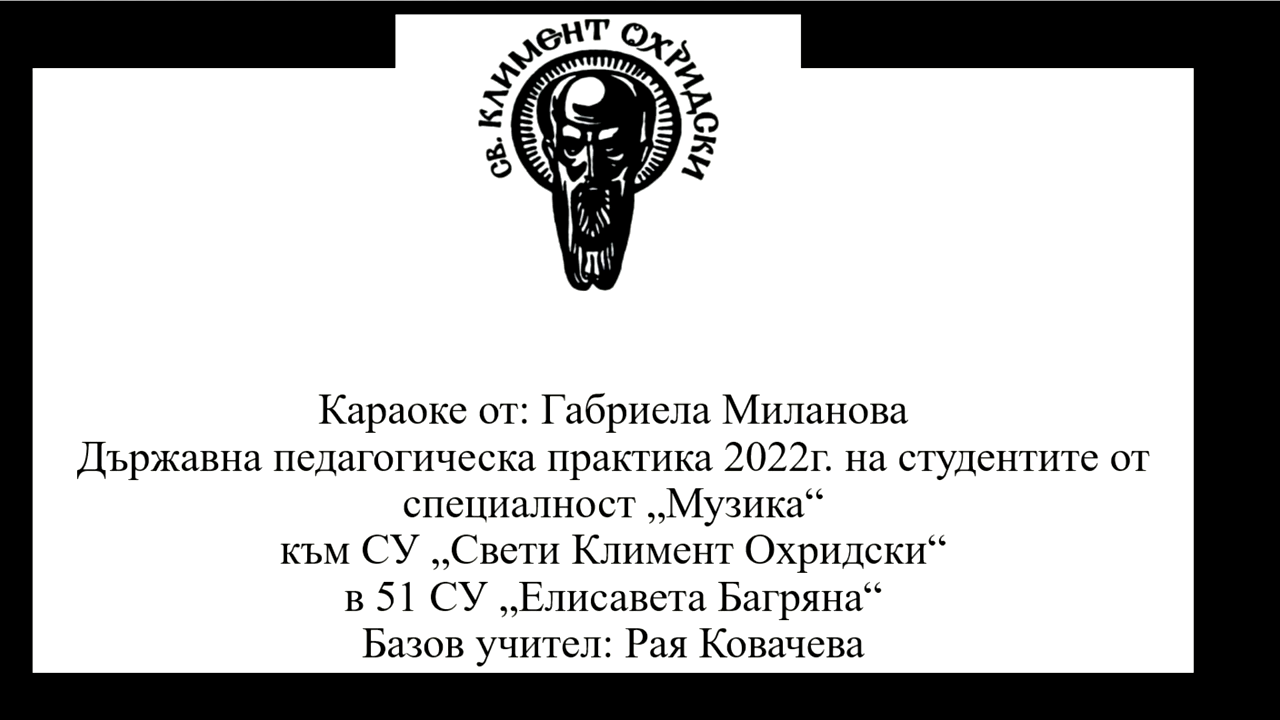 СВ. КЛИМЕНТ ОХРИДСКИ
Караоке от: Габриела Миланова
Държавна педагогическа практика 2022г. на студентите от
специалност „Музика“
към СУ „Свети Климент Охридски“
в 51 СУ „Елисавета Багряна“
Базов учител: Рая Ковачева